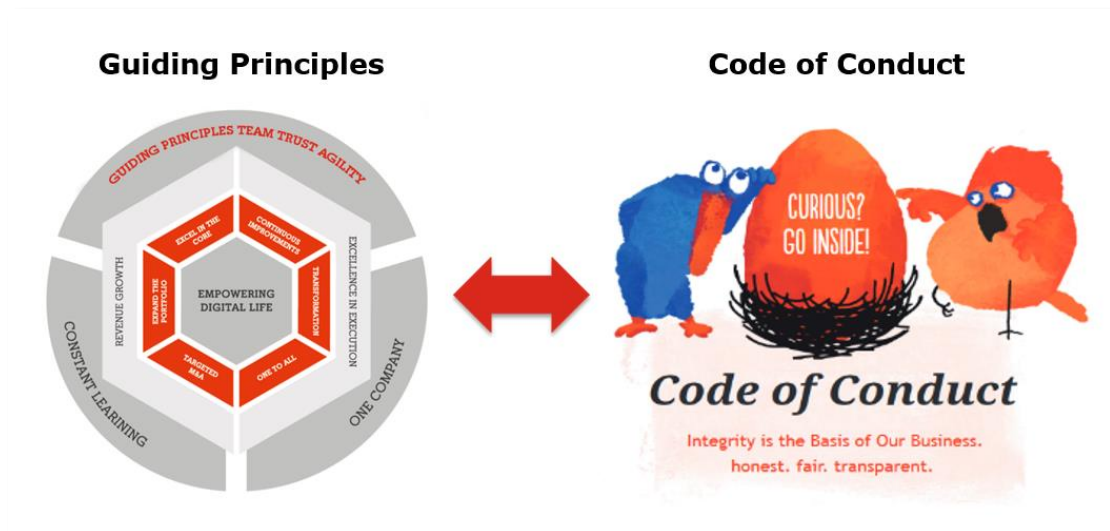 Guiding Principles
GUIDING PRINCIPLES TEAM TRUST AGILITY
EXCEL IN THE
CORE
CONTINUOUS
IMPROVEMENTS
REVENUE GROWTH
EXPAND THE
PORTFOLIO
EMPOWERING
DIGITAL LIFE
TRANSFORMATION
EXCELLENCE IN EXECUTION
TARGETED
M&A
ONE TO ALL
CONSTANT LEARINING
ONE COMPANY
Code of Conduct
CURIOUS?
GO INSIDE!
Code of Conduct
Integrity is the Basis of Our Business.
honest. fair. transparent.